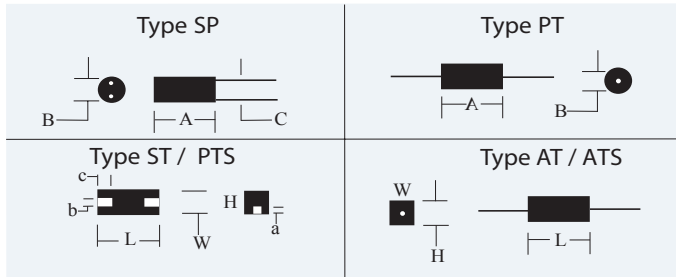 Type SP
B
A
C
Type PT
A
B
Type ST / PTS
c
b
L
W
H
a
Type AT / ATS
W
H
L